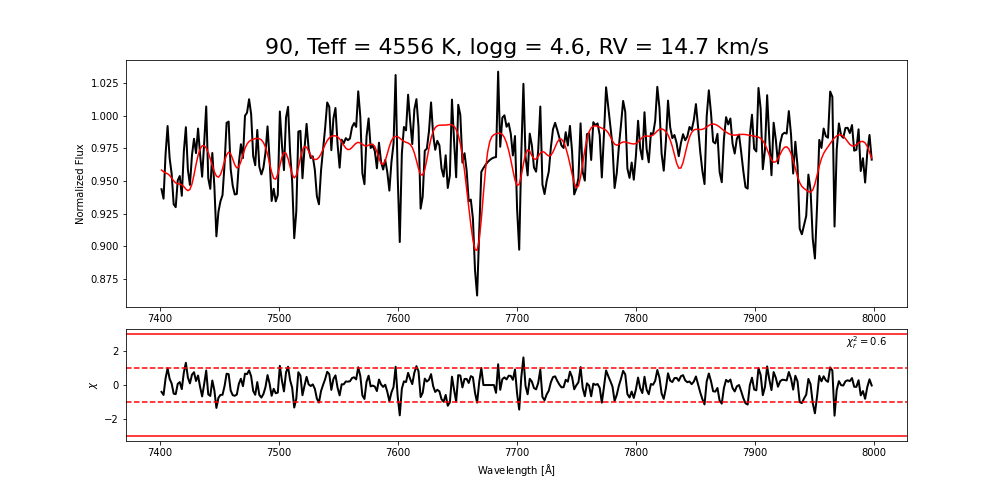 90, Teff = 4556 K, logg = 4.6, RV = 14.7 km/s
Normalized Flux
1.025
1.000
0.975
0.950
0.925
0.900
0.875
7400 7500 7600 7700 7800 7900 8000
χ
2
0
−2
χ²ᵣ = 0.6
7400 7500 7600 7700 7800 7900 8000
Wavelength [Å]